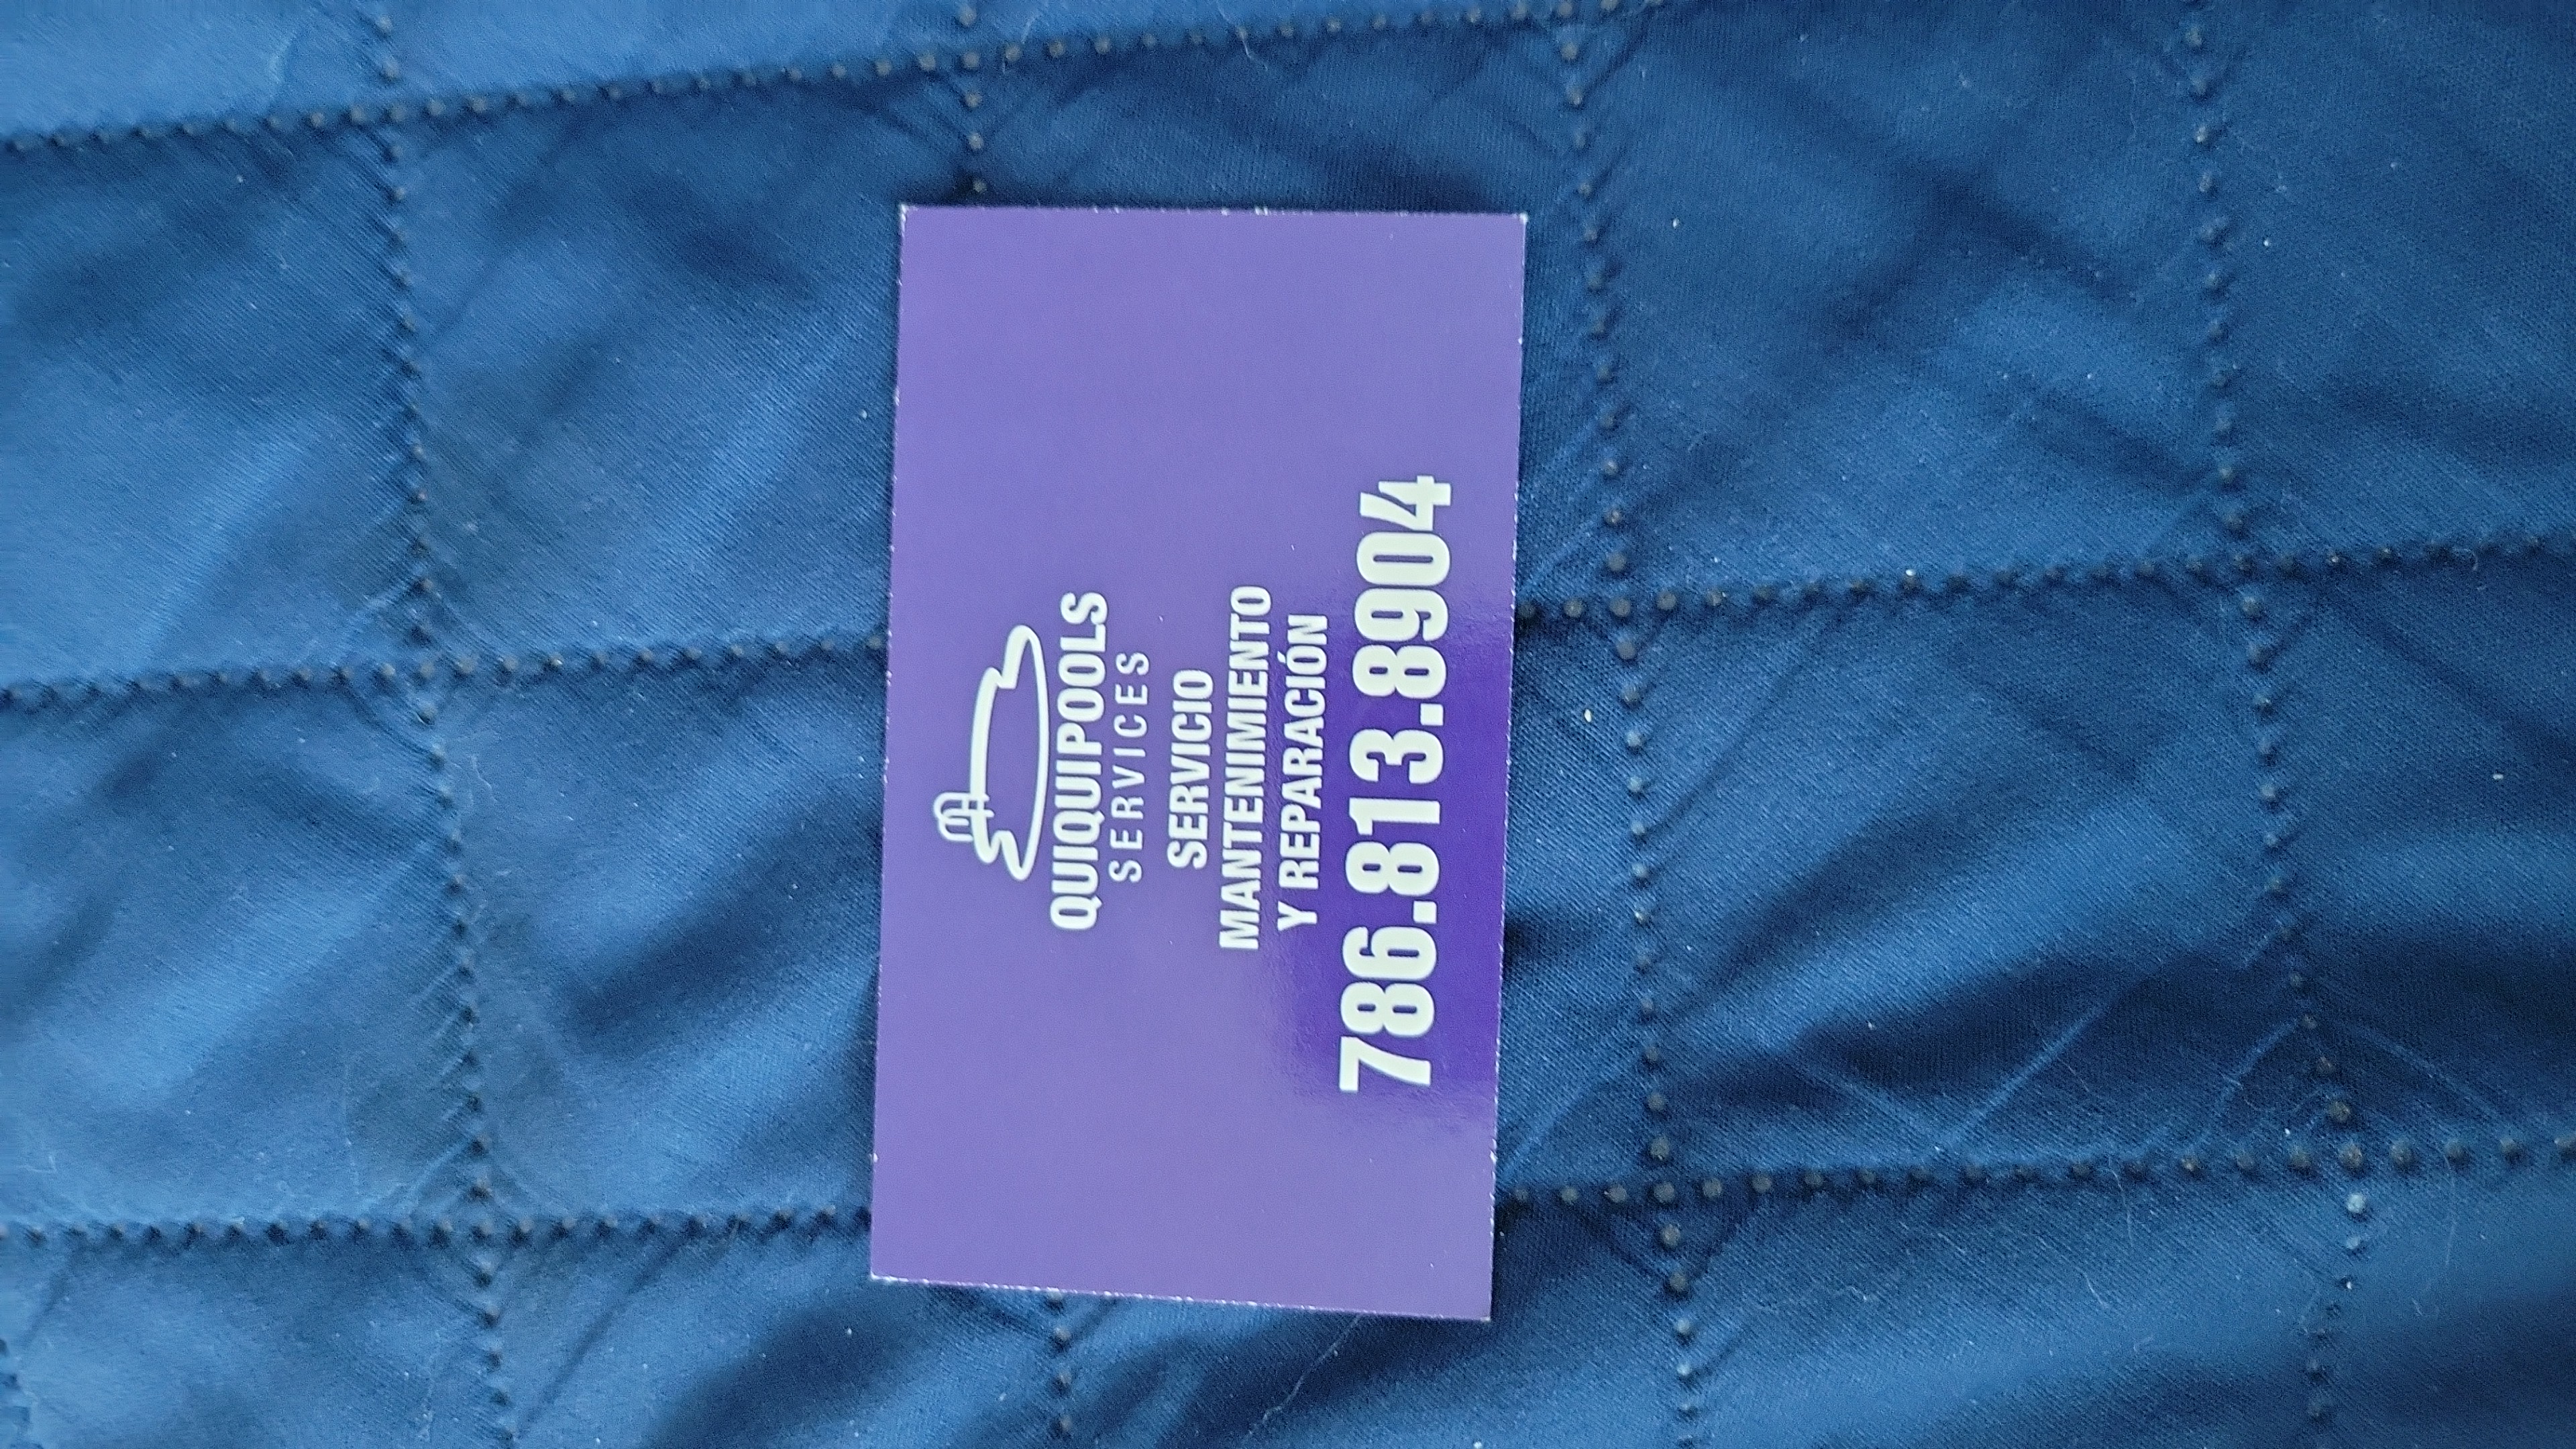 QUIQUIPOOLS
SERVICES
SERVICIO
MANTENIMIENTO
Y REPARACIÓN
786.813.8904